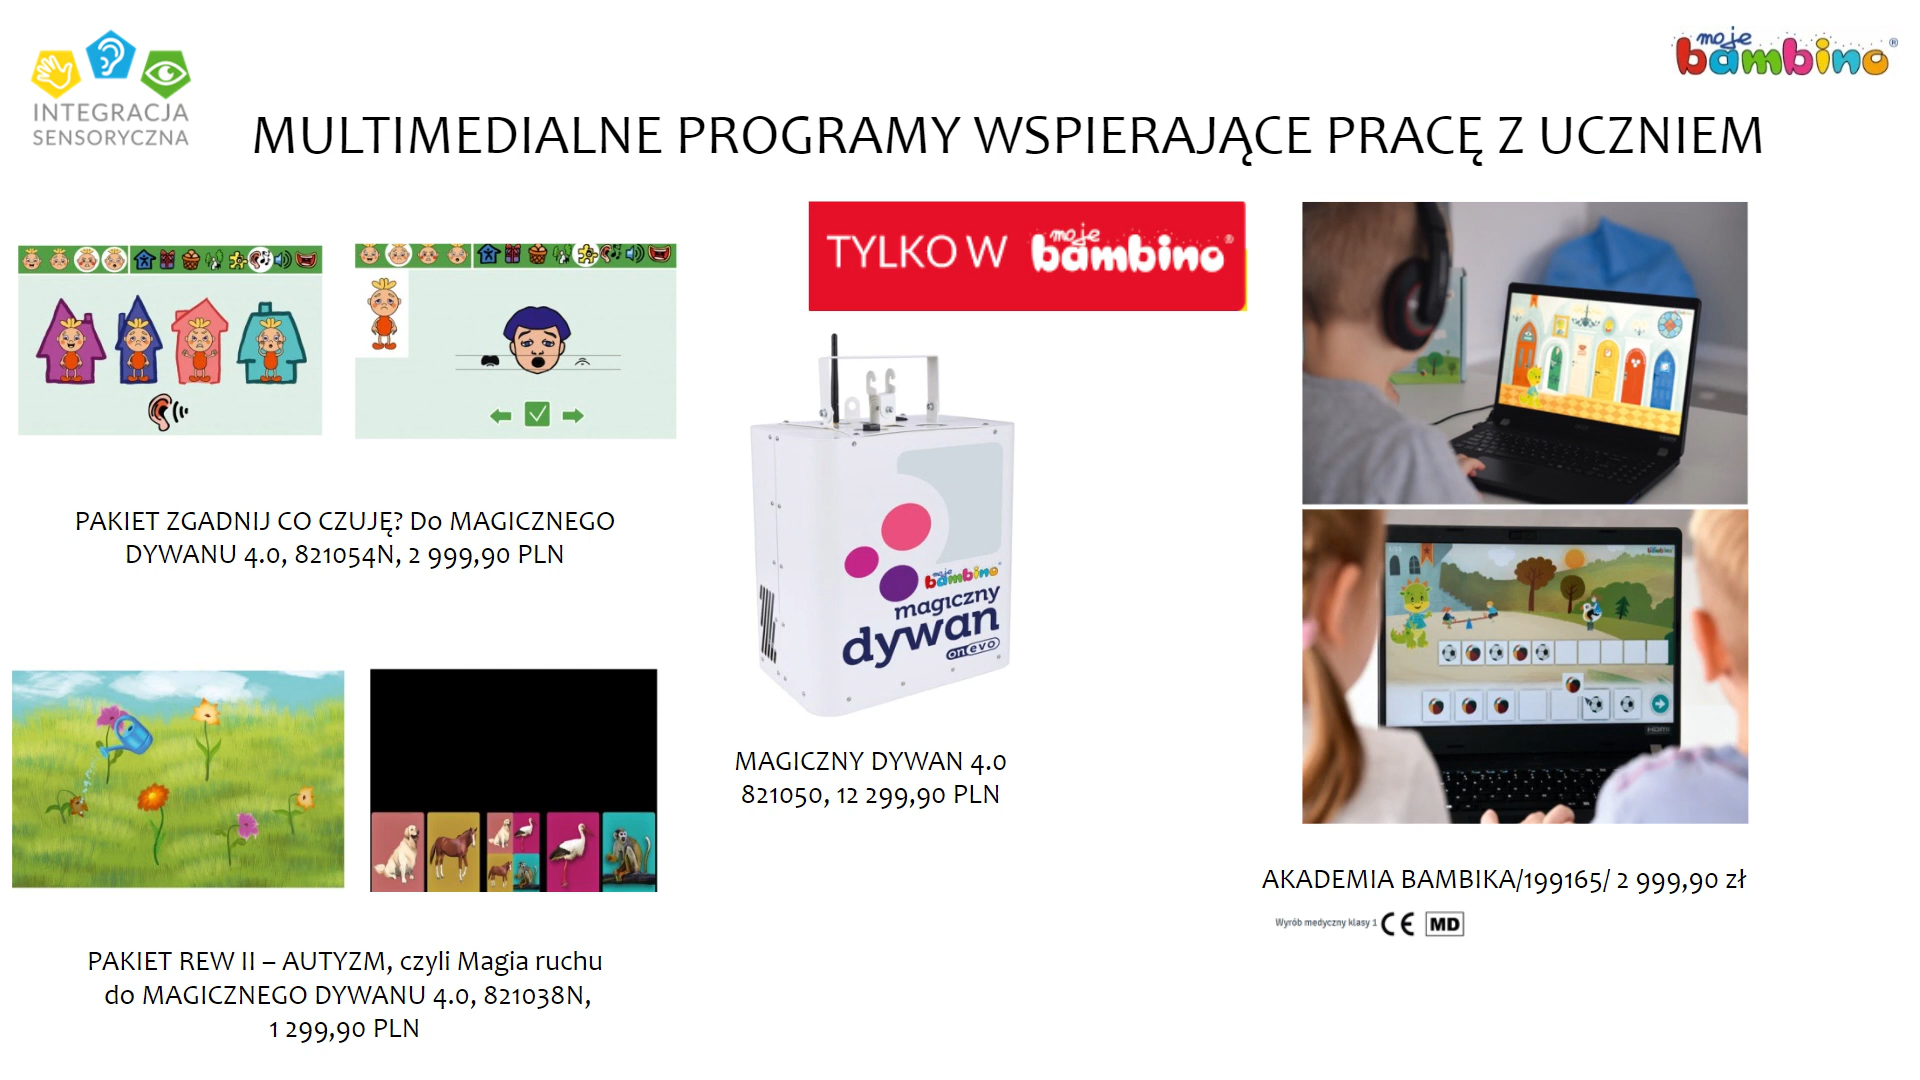 INTEGRACJA
SENSORYCZNA
moje
bambino®
MULTIMEDIALNE PROGRAMY WSPIERAJĄCE PRACĘ Z UCZNIEM
TYLKO W moje bambino®
PAKIET ZGADNIJ CO CZUJĘ? Do MAGICZNEGO
DYWANU 4.0, 821054N, 2 999,90 PLN
moje
bambino®
magiczny
dywan
onevo
MAGICZNY DYWAN 4.0
821050, 12 299,90 PLN
PAKIET REW II – AUTYZM, czyli Magia ruchu
do MAGICZNEGO DYWANU 4.0, 821038N,
1 299,90 PLN
bambino
HDMI
AKADEMIA BAMBIKA/199165/ 2 999,90 zł
Wyrób medyczny klasy 1 CE MD